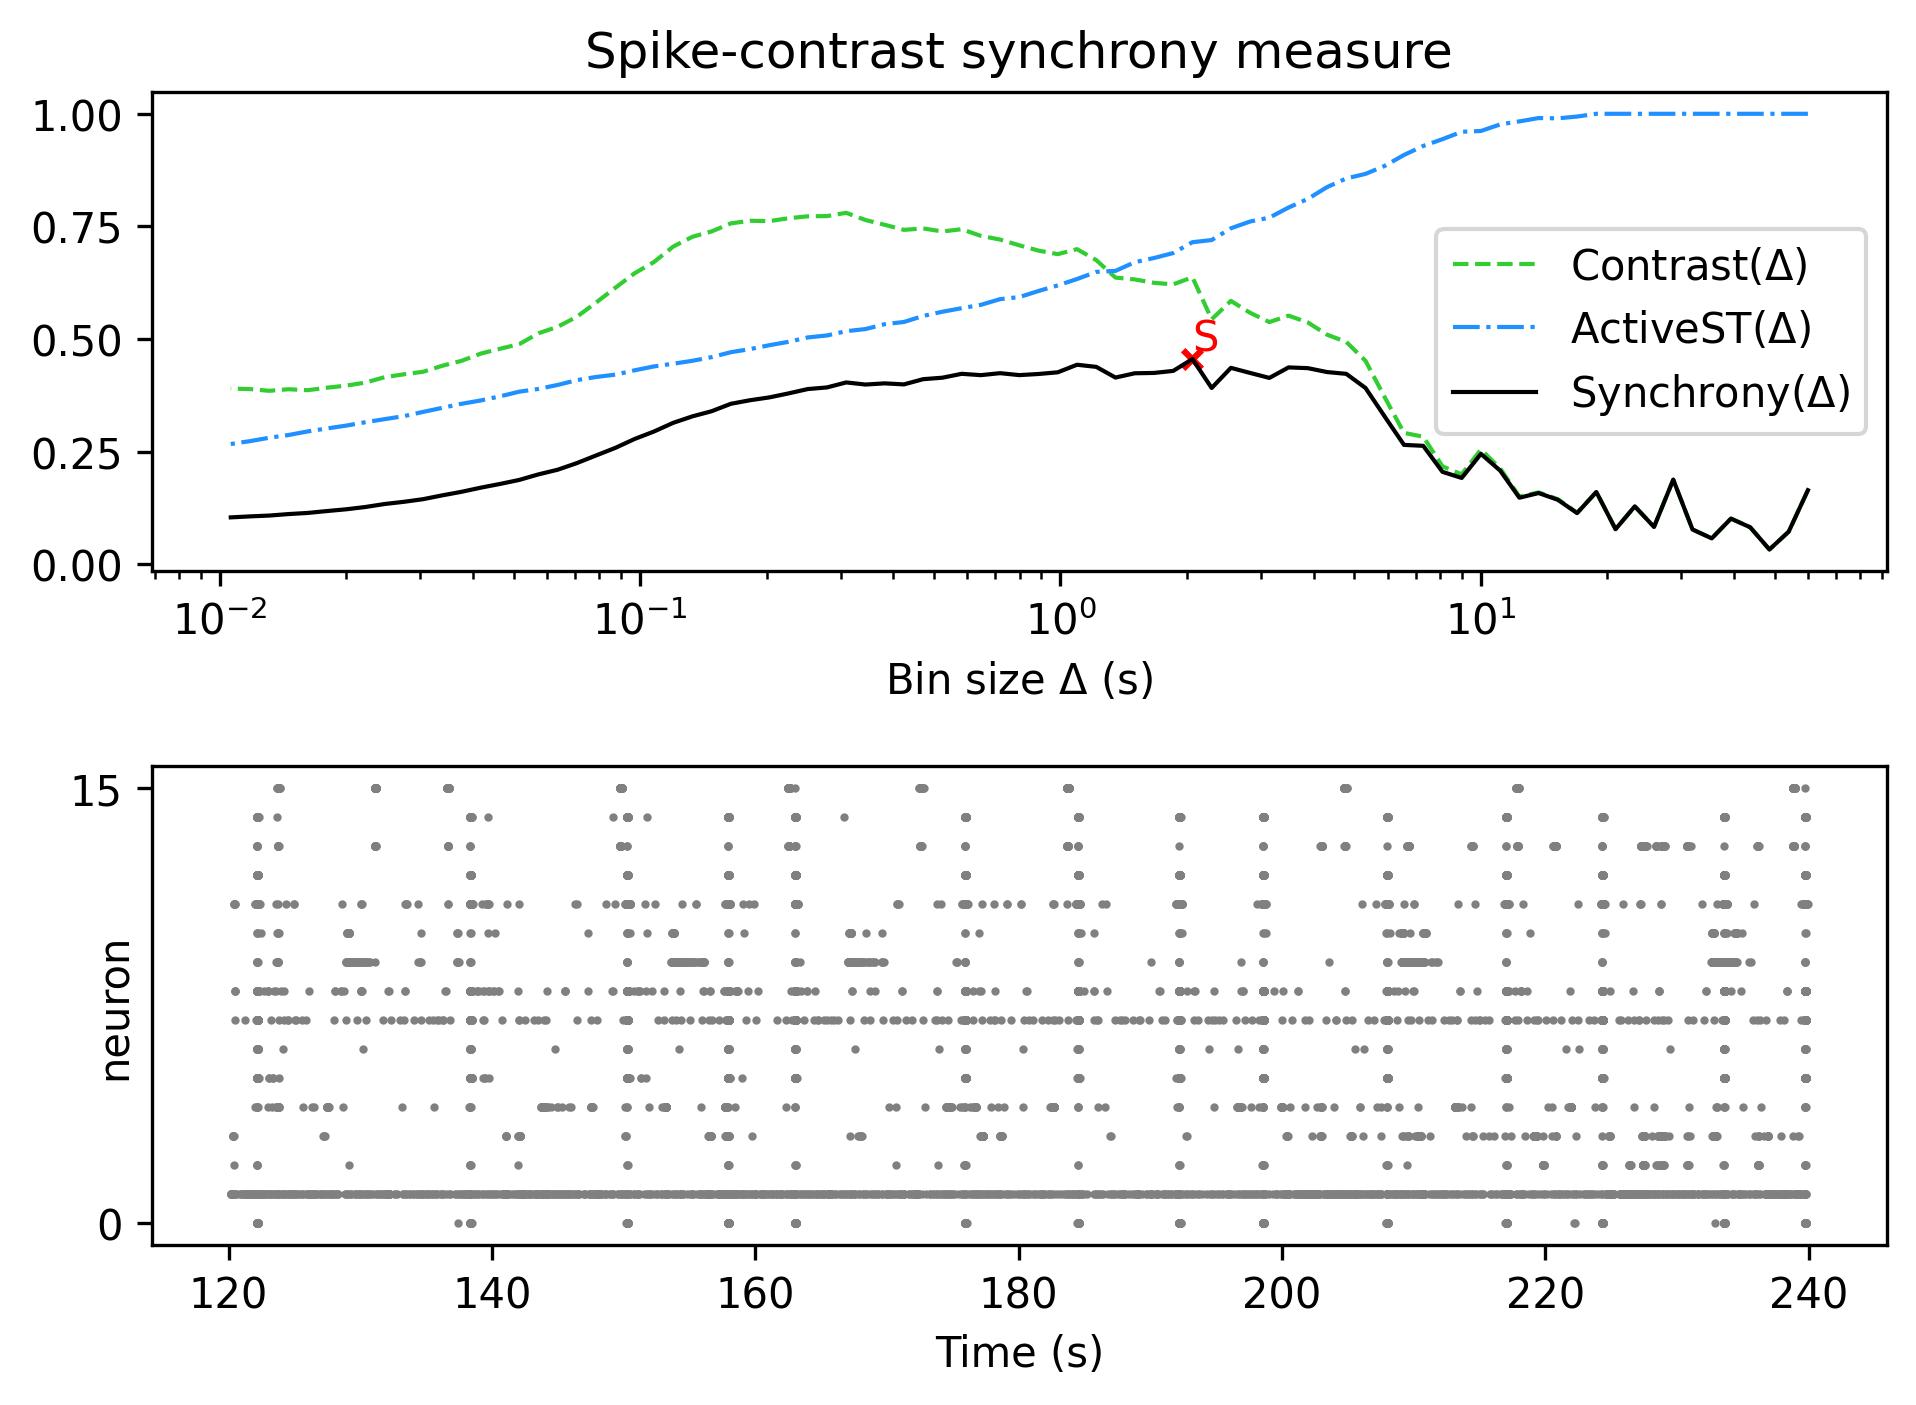 Spike-contrast synchrony measure
1.00
0.75
0.50
0.25
0.00
S
Contrast(Δ)
ActiveST(Δ)
Synchrony(Δ)
10⁻² 10⁻¹ 10⁰ 10¹
Bin size Δ (s)
15
neuron
0
120 140 160 180 200 220 240
Time (s)